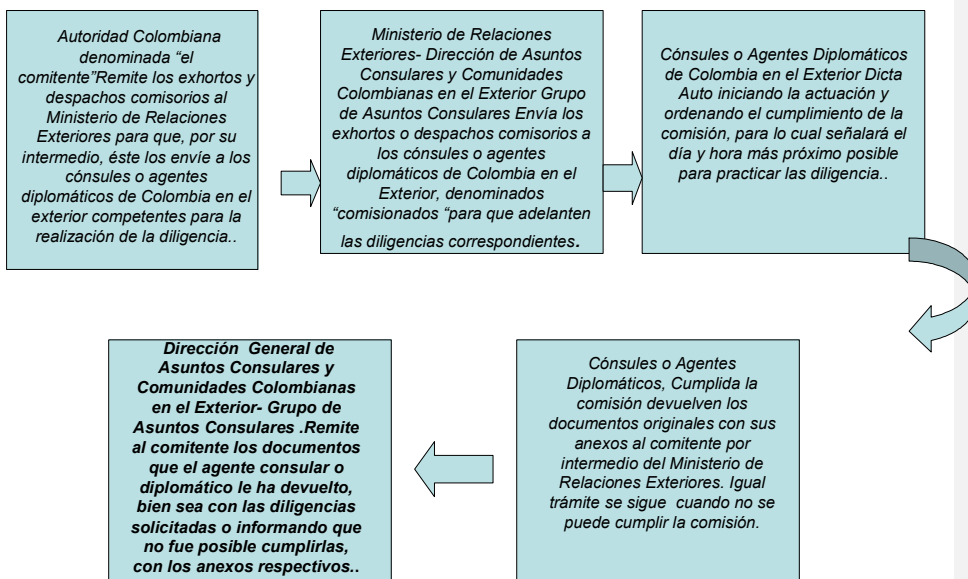 Autoridad Colombiana
denominada “el
comitente”Remite los exhortos y
despachos comisorios al
Ministerio de Relaciones
Exteriores para que, por su
intermedio, éste los envíe a los
cónsules o agentes
diplomáticos de Colombia en el
exterior competentes para la
realización de la diligencia..
Ministerio de Relaciones
Exteriores- Dirección de Asuntos
Consulares y Comunidades
Colombianas en el Exterior Grupo
de Asuntos Consulares Envía los
exhortos o despachos comisorios a
los cónsules o agentes
diplomáticos de Colombia en el
Exterior, denominados
“comisionados “para que adelanten
las diligencias correspondientes.
Cónsules o Agentes Diplomáticos
de Colombia en el Exterior Dicta
Auto iniciando la actuación y
ordenando el cumplimiento de la
comisión, para lo cual señalará el
día y hora más próximo posible
para practicar las diligencia..
Cónsules o Agentes
Diplomáticos, Cumplida la
comisión devuelven los
documentos originales con sus
anexos al comitente por
intermedio del Ministerio de
Relaciones Exteriores. Igual
trámite se sigue cuando no se
puede cumplir la comisión.
Dirección General de
Asuntos Consulares y
Comunidades Colombianas
en el Exterior- Grupo de
Asuntos Consulares .Remite
al comitente los documentos
que el agente consular o
diplomático le ha devuelto,
bien sea con las diligencias
solicitadas o informando que
no fue posible cumplirlas,
con los anexos respectivos..